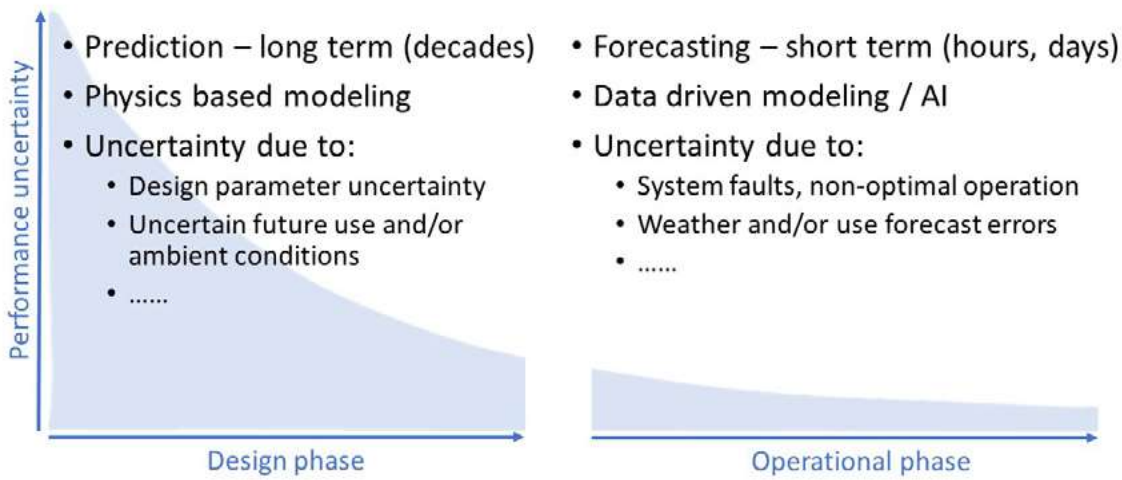 Performance uncertainty
• Prediction – long term (decades)
• Physics based modeling
• Uncertainty due to:
• Design parameter uncertainty
• Uncertain future use and/or
ambient conditions
• ......
Design phase
• Forecasting – short term (hours, days)
• Data driven modeling / AI
• Uncertainty due to:
• System faults, non-optimal operation
• Weather and/or use forecast errors
• ......
Operational phase